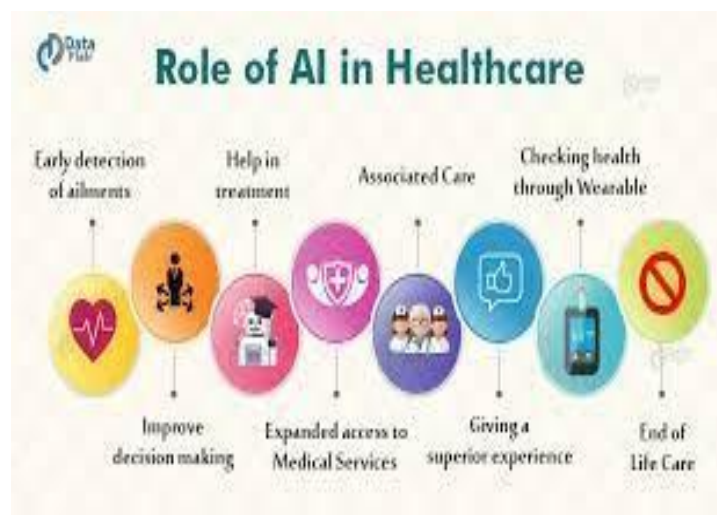 Data
Flair
Role of AI in Healthcare
Early detection
of ailments
Help in
treatment
Associated Care
Checking health
through Wearable
Improve
decision making
Expanded access to
Medical Services
Giving a
superior experience
End of
Life Care